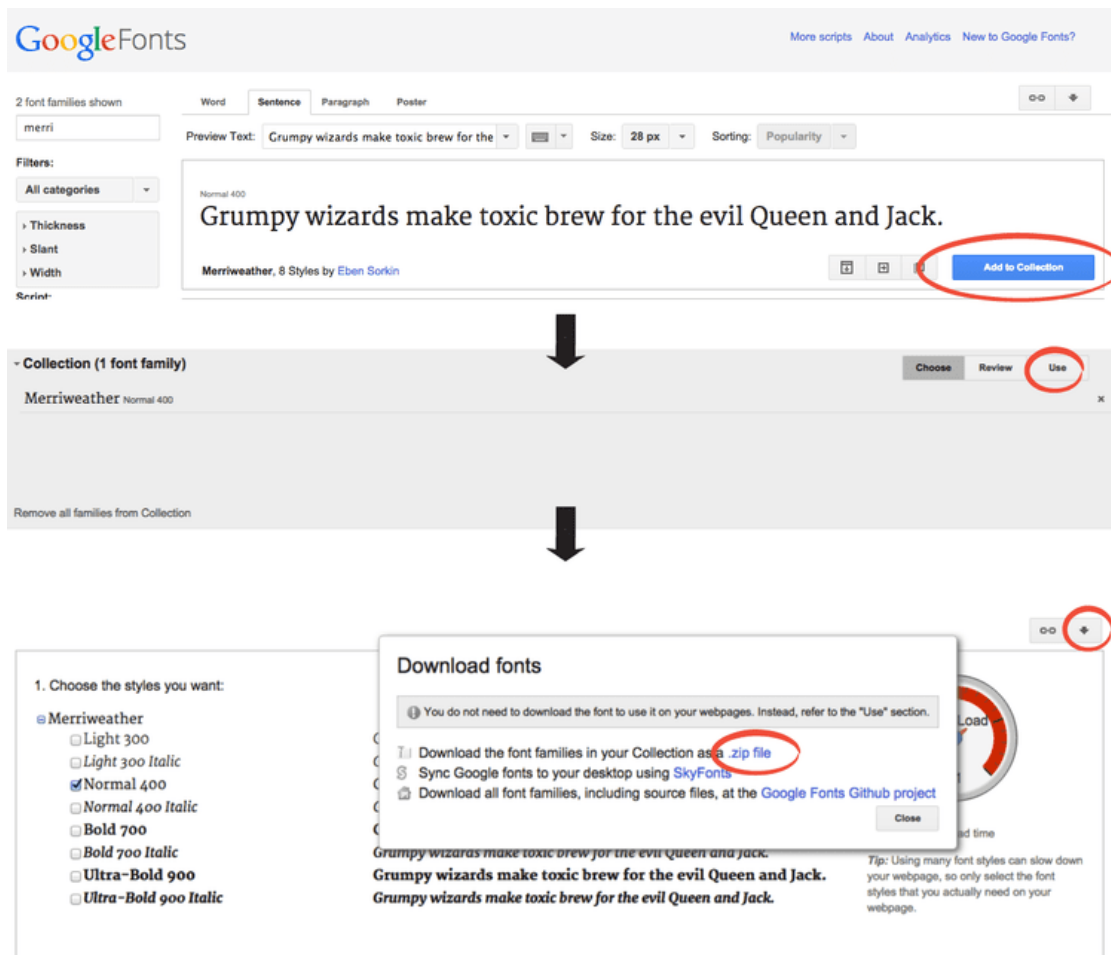 GoogleFonts
More scripts About Analytics New to Google Fonts?
2 font families shown
merri
Filters:
All categories
Thickness
Slant
Width
Script:
Word Sentence Paragraph Poster
Preview Text: Grumpy wizards make toxic brew for the Size: 28 px Sorting: Popularity
Normal 400
Grumpy wizards make toxic brew for the evil Queen and Jack.
Merriweather, 8 Styles by Eben Sorkin
Add to Collection
Collection (1 font family)
Choose Review Use
Merriweather Normal 400
Remove all families from Collection
1. Choose the styles you want:
Merriweather
Light 300
Light 300 Italic
Normal 400
Normal 400 Italic
Bold 700
Bold 700 Italic
Ultra-Bold 900
Ultra-Bold 900 Italic
Download fonts
You do not need to download the font to use it on your webpages. Instead, refer to the "Use" section.
Download the font families in your Collection as a .zip file
Sync Google fonts to your desktop using SkyFonts
Download all font families, including source files, at the Google Fonts Github project
Close
Grumpy wizards make toxic brew for the evil Queen and Jack.
Grumpy wizards make toxic brew for the evil Queen and Jack.
Grumpy wizards make toxic brew for the evil Queen and Jack.
Load
time
Tip: Using many font styles can slow down
your webpage, so only select the font
styles that you actually need on your
webpage.